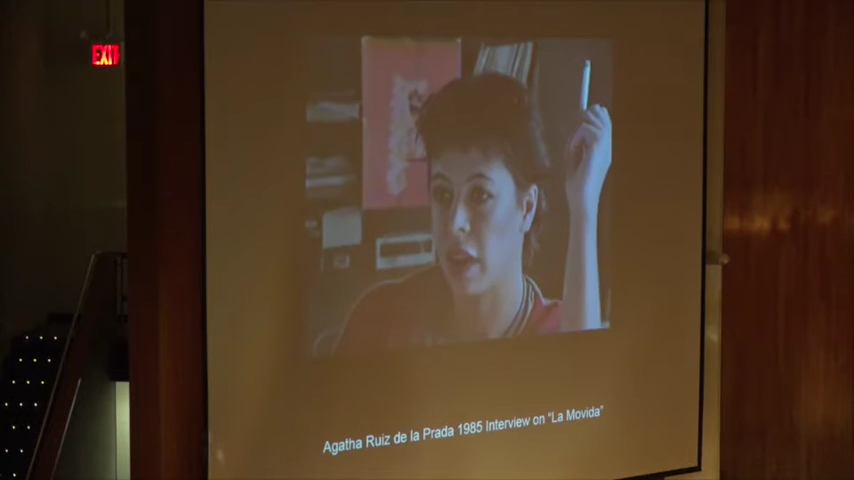 EXIT
Agatha Ruiz de la Prada 1985 Interview on “La Movida”